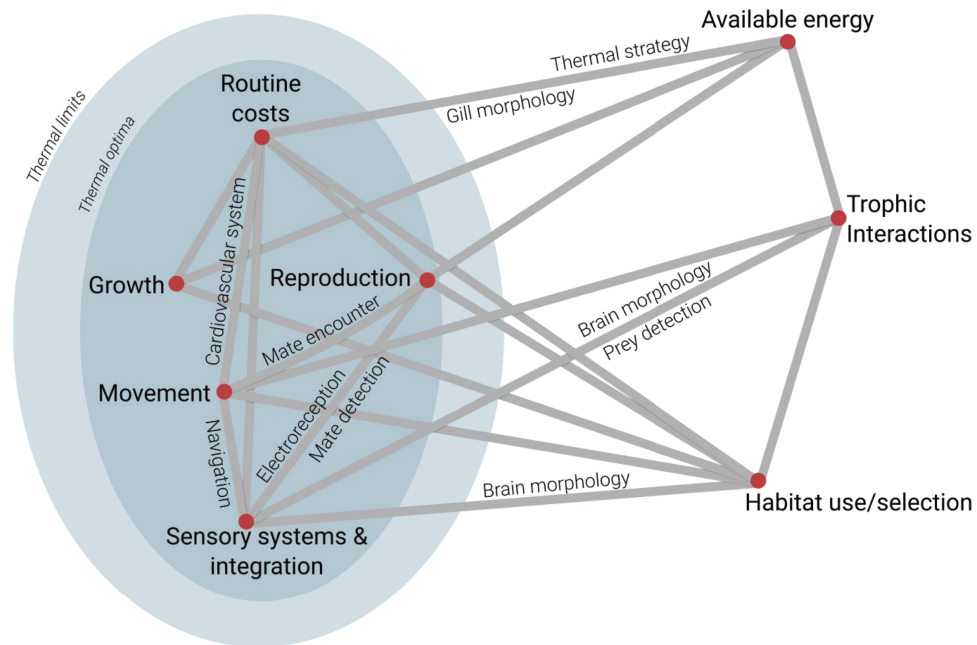 Available energy
Thermal strategy
Gill morphology
Routine
costs
Thermal limits
Thermal optima
Cardiovascular system
Trophic
Interactions
Growth
Reproduction
Brain morphology
Prey detection
Mate encounter
Movement
Electroreception
Mate detection
Navigation
Brain morphology
Habitat use/selection
Sensory systems &
integration